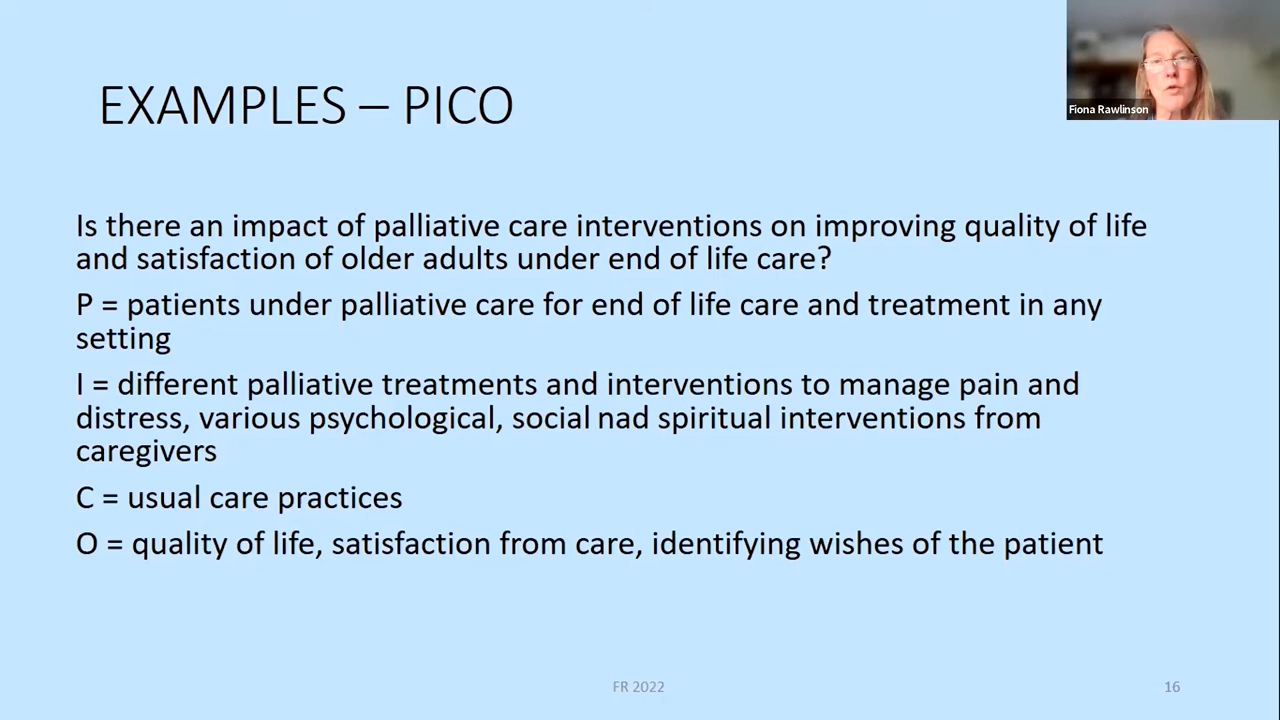 EXAMPLES – PICO
Fiona Rawlinson
Is there an impact of palliative care interventions on improving quality of life
and satisfaction of older adults under end of life care?
P = patients under palliative care for end of life care and treatment in any
setting
I = different palliative treatments and interventions to manage pain and
distress, various psychological, social nad spiritual interventions from
caregivers
C = usual care practices
O = quality of life, satisfaction from care, identifying wishes of the patient
FR 2022
16